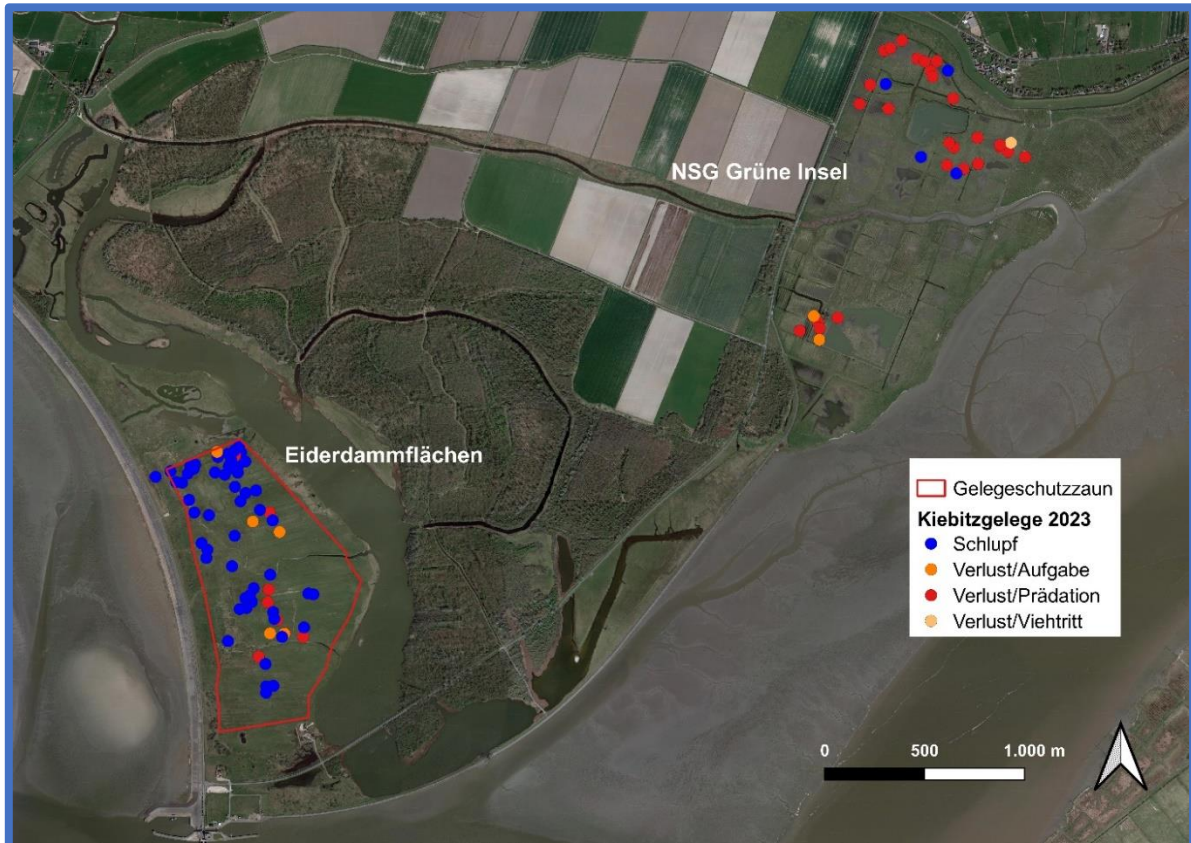 NSG Grüne Insel
Eiderdammflächen
Gelegeschutzzaun
Kiebitzgelege 2023
Schlupf
Verlust/Aufgabe
Verlust/Prädation
Verlust/Viehtritt
0 500 1.000 m